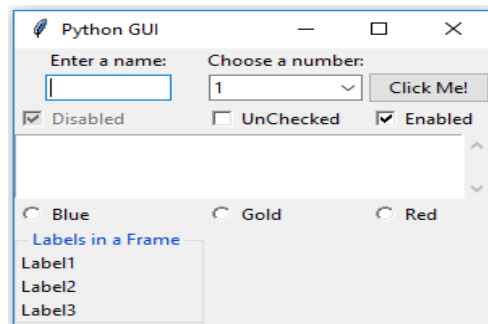 Python GUI
Enter a name: Choose a number:
1 Click Me!
Disabled UnChecked Enabled
Blue Gold Red
Labels in a Frame
Label1
Label2
Label3